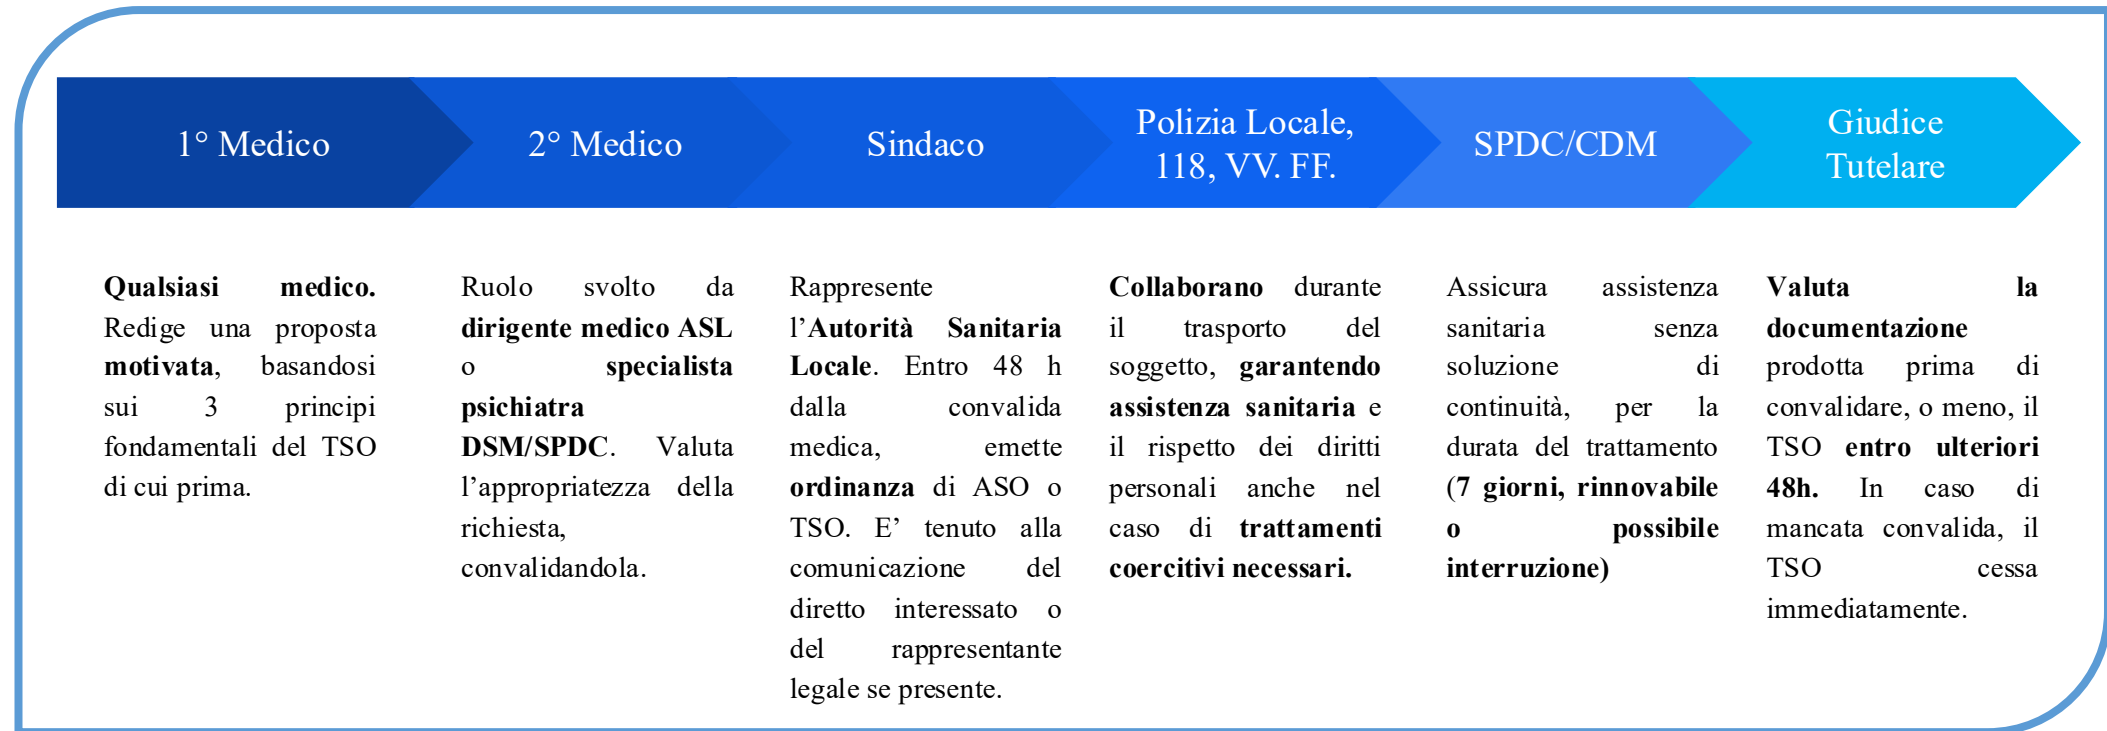 1° Medico
2° Medico
Sindaco
Polizia Locale,
118, VV. FF.
SPDC/CDM
Giudice
Tutelare
Qualsiasi medico.
Redige una proposta
motivata, basandosi
sui 3 principi
fondamentali del TSO
di cui prima.
Ruolo svolto da
dirigente medico ASL
o specialista
psichiatra
DSM/SPDC. Valuta
l’appropriatezza della
richiesta,
convalidandola.
Rappresente
l’Autorità Sanitaria
Locale. Entro 48 h
dalla convalida
medica, emette
ordinanza di ASO o
TSO. E’ tenuto alla
comunicazione del
diretto interessato o
del rappresentante
legale se presente.
Collaborano durante
il trasporto del
soggetto, garantendo
assistenza sanitaria e
il rispetto dei diritti
personali anche nel
caso di trattamenti
coercitivi necessari.
Assicura assistenza
sanitaria senza
soluzione di
continuità, per la
durata del trattamento
(7 giorni, rinnovabile
o possibile
interruzione)
Valuta la
documentazione
prodotta prima di
convalidare, o meno, il
TSO entro ulteriori
48h. In caso di
mancata convalida, il
TSO cessa
immediatamente.